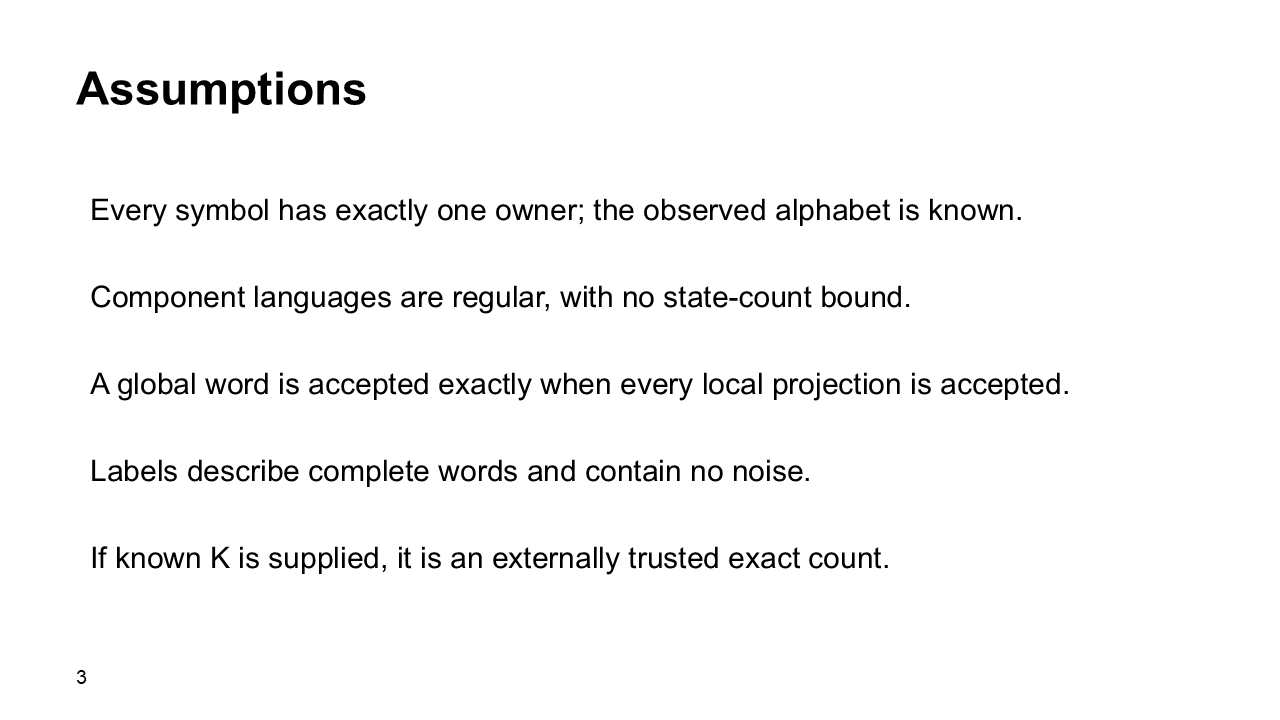 Assumptions
Every symbol has exactly one owner; the observed alphabet is known.
Component languages are regular, with no state-count bound.
A global word is accepted exactly when every local projection is accepted.
Labels describe complete words and contain no noise.
If known K is supplied, it is an externally trusted exact count.
3